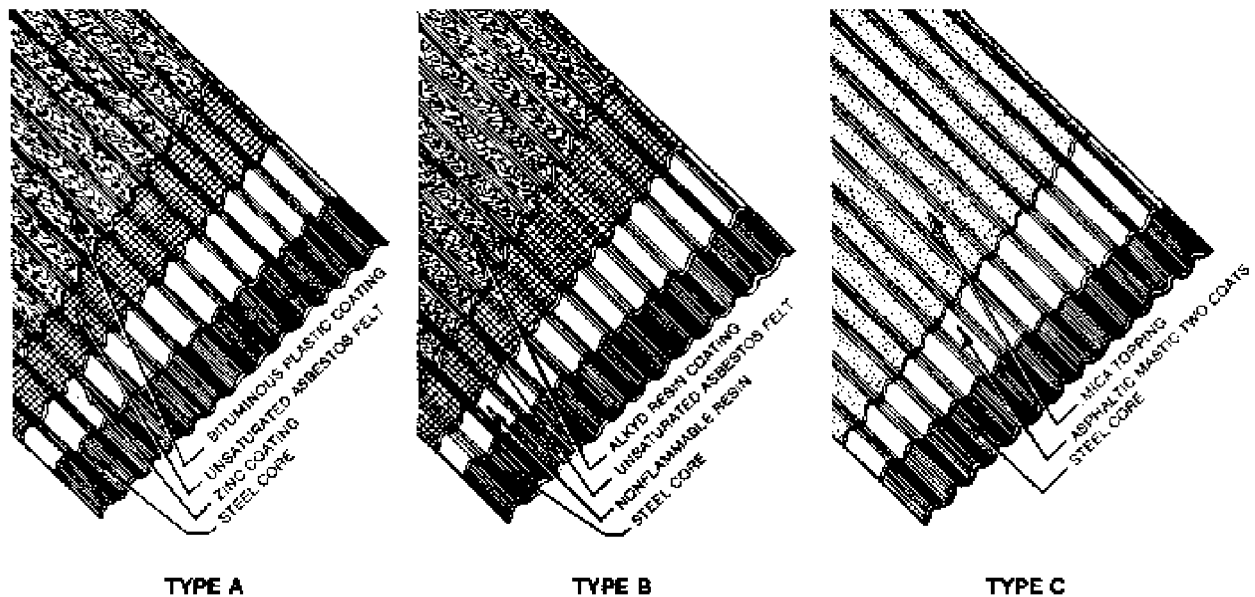 BITUMINOUS PLASTIC COATING
UNSATURATED ASBESTOS FELT
ZINC COATING
STEEL CORE
ALKYD RESIN COATING
UNSATURATED ASBESTOS FELT
NONFLAMMABLE RESIN
STEEL CORE
MICA TOPPING
ASPHALTIC MASTIC TWO COATS
STEEL CORE
TYPE A
TYPE B
TYPE C